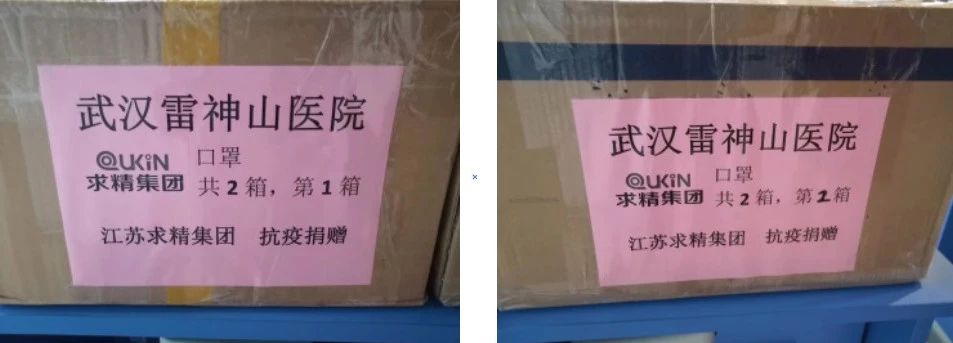 武汉雷神山医院
QUKIN 口罩
求精集团 共2箱，第1箱
江苏求精集团 抗疫捐赠
武汉雷神山医院
QUKIN 口罩
求精集团 共2箱，第2箱
江苏求精集团 抗疫捐赠